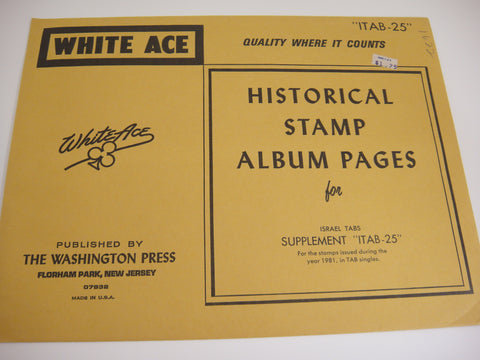 WHITE ACE
"ITAB-25"
QUALITY WHERE IT COUNTS
White Ace
PUBLISHED BY
THE WASHINGTON PRESS
FLORHAM PARK, NEW JERSEY
07932
MADE IN U.S.A.
HISTORICAL
STAMP
ALBUM PAGES
for
ISRAEL TABS
SUPPLEMENT "ITAB-25"
For the stamps issued during the
year 1981, in TAB singles.